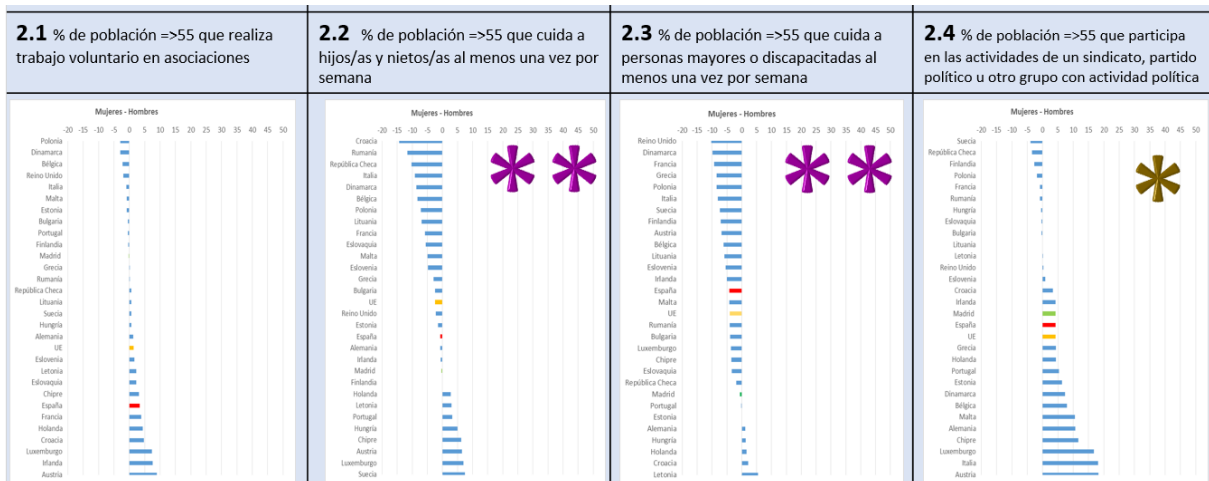 2.1 % de población =>55 que realiza
trabajo voluntario en asociaciones
Mujeres - Hombres
-20 -15 -10 -5 0 5 10 15 20 25 30 35 40 45 50
Polonia
Dinamarca
Bélgica
Reino Unido
Italia
Malta
Estonia
Bulgaria
Portugal
Finlandia
Madrid
Grecia
Rumanía
República Checa
Lituania
Suecia
Hungría
Alemania
UE
Eslovenia
Letonia
Eslovaquia
Chipre
España
Francia
Holanda
Croacia
Luxemburgo
Irlanda
Austria
2.2 % de población =>55 que cuida a
hijos/as y nietos/as al menos una vez por
semana
Mujeres - Hombres
-20 -15 -10 -5 0 5 10 15 20 25 30 35 40 45 50
Croacia
Rumanía
República Checa
Italia
Dinamarca
Bélgica
Polonia
Lituania
Francia
Eslovaquia
Malta
Eslovenia
Grecia
Bulgaria
UE
Reino Unido
Estonia
España
Alemania
Irlanda
Madrid
Finlandia
Holanda
Letonia
Portugal
Hungría
Chipre
Austria
Luxemburgo
Suecia
2.3 % de población =>55 que cuida a
personas mayores o discapacitadas al
menos una vez por semana
Mujeres - Hombres
-20 -15 -10 -5 0 5 10 15 20 25 30 35 40 45 50
Reino Unido
Dinamarca
Francia
Grecia
Polonia
Italia
Suecia
Finlandia
Austria
Bélgica
Lituania
Eslovenia
Irlanda
España
Malta
UE
Rumanía
Bulgaria
Luxemburgo
Chipre
Eslovaquia
República Checa
Madrid
Portugal
Estonia
Alemania
Hungría
Holanda
Croacia
Letonia
2.4 % de población =>55 que participa
en las actividades de un sindicato, partido
político u otro grupo con actividad política
Mujeres - Hombres
-20 -15 -10 -5 0 5 10 15 20 25 30 35 40 45 50
Suecia
República Checa
Finlandia
Polonia
Francia
Rumanía
Hungría
Eslovaquia
Bulgaria
Lituania
Letonia
Reino Unido
Eslovenia
Croacia
Irlanda
Madrid
España
UE
Grecia
Holanda
Portugal
Estonia
Dinamarca
Bélgica
Malta
Alemania
Chipre
Luxemburgo
Italia
Austria